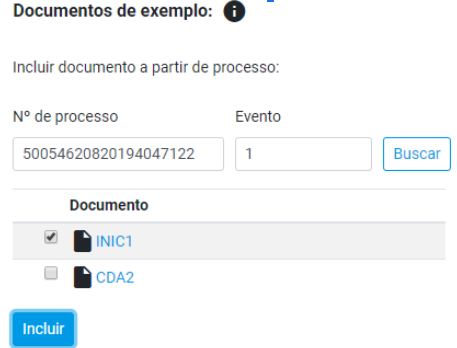 Documentos de exemplo:
Incluir documento a partir de processo:
Nº de processo Evento
50054620820194047122 1 Buscar
Documento
INIC1
CDA2
Incluir